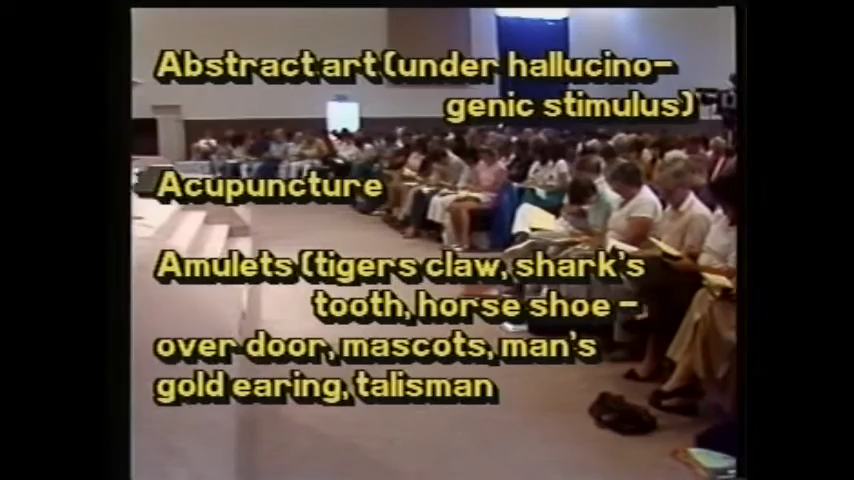 Abstract art (under hallucino-
genic stimulus)
Acupuncture
Amulets (tigers claw, shark's
tooth, horse shoe -
over door, mascots, man's
gold earing, talisman